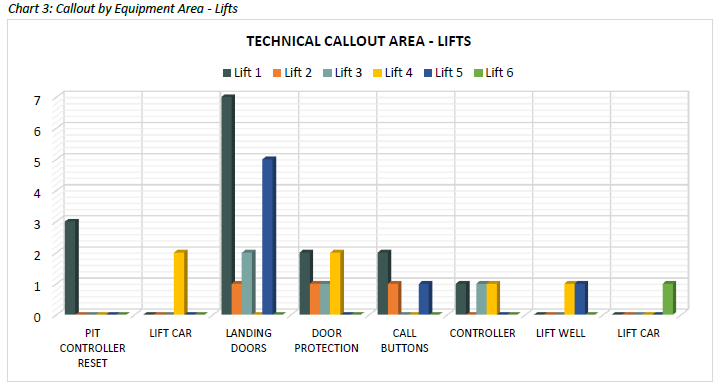 Chart 3: Callout by Equipment Area - Lifts
TECHNICAL CALLOUT AREA - LIFTS
Lift 1 Lift 2 Lift 3 Lift 4 Lift 5 Lift 6
7
6
5
4
3
2
1
0
PIT CONTROLLER RESET
LIFT CAR
LANDING DOORS
DOOR PROTECTION
CALL BUTTONS
CONTROLLER
LIFT WELL
LIFT CAR